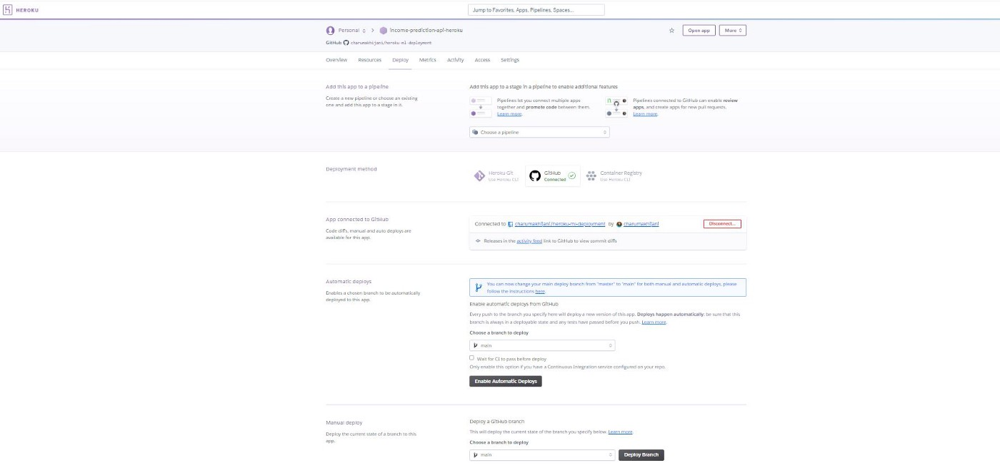 HEROKU
Jump to Favorites, Apps, Pipelines, Spaces...
Personal
income-prediction-api-heroku
Open app
More
GitHub charumakhijani/heroku-ml-deployment
Overview Resources Deploy Metrics Activity Access Settings
Add this app to a pipeline
Create a new pipeline or choose an existing
one and add this app to a stage in it.
Add this app to a stage in a pipeline to enable additional features
Pipelines let you connect multiple apps
together and promote code between them.
Learn more.
Pipelines connected to GitHub can enable review
apps, and create apps for new pull requests.
Learn more.
Choose a pipeline
Deployment method
Heroku Git
Use Heroku CLI
GitHub
Connected
Container Registry
Use Heroku CLI
App connected to GitHub
Code diffs, manual and auto deploys are
available for this app.
Connected to charumakhijani/heroku-ml-deployment by charumakhijani
Disconnect...
Releases in the activity feed link to GitHub to view commit diffs
Automatic deploys
Enables a chosen branch to be automatically
deployed to this app.
You can now change your main deploy branch from "master" to "main" for both manual and automatic deploys, please
follow the instructions here.
Enable automatic deploys from GitHub
Every push to the branch you specify here will deploy a new version of this app. Deploys happen automatically: be sure that this
branch is always in a deployable state and any tests have passed before you push. Learn more.
Choose a branch to deploy
main
Wait for CI to pass before deploy
Only enable this option if you have a Continuous Integration service configured on your repo.
Enable Automatic Deploys
Manual deploy
Deploy the current state of a branch to this
app.
Deploy a GitHub branch
This will deploy the current state of the branch you specify below. Learn more.
Choose a branch to deploy
main
Deploy Branch